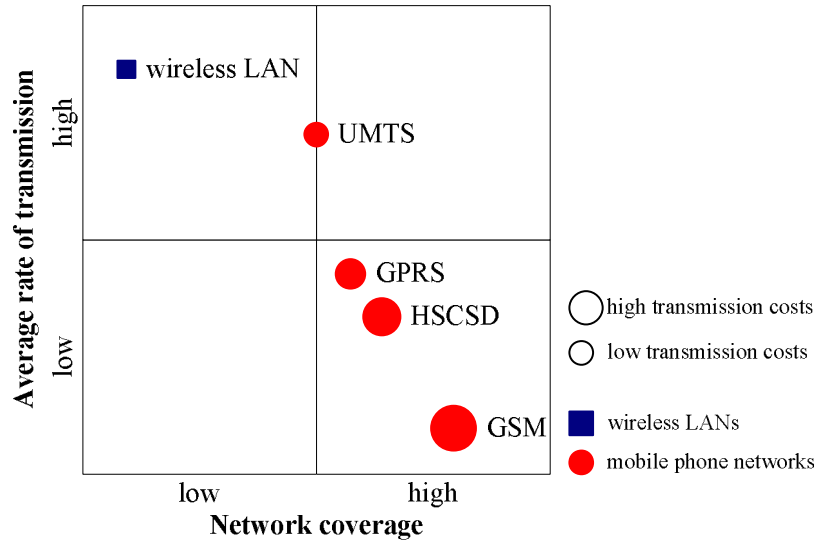 wireless LAN
UMTS
GPRS
HSCSD
GSM
Average rate of transmission
high
low
low
high
Network coverage
high transmission costs
low transmission costs
wireless LANs
mobile phone networks